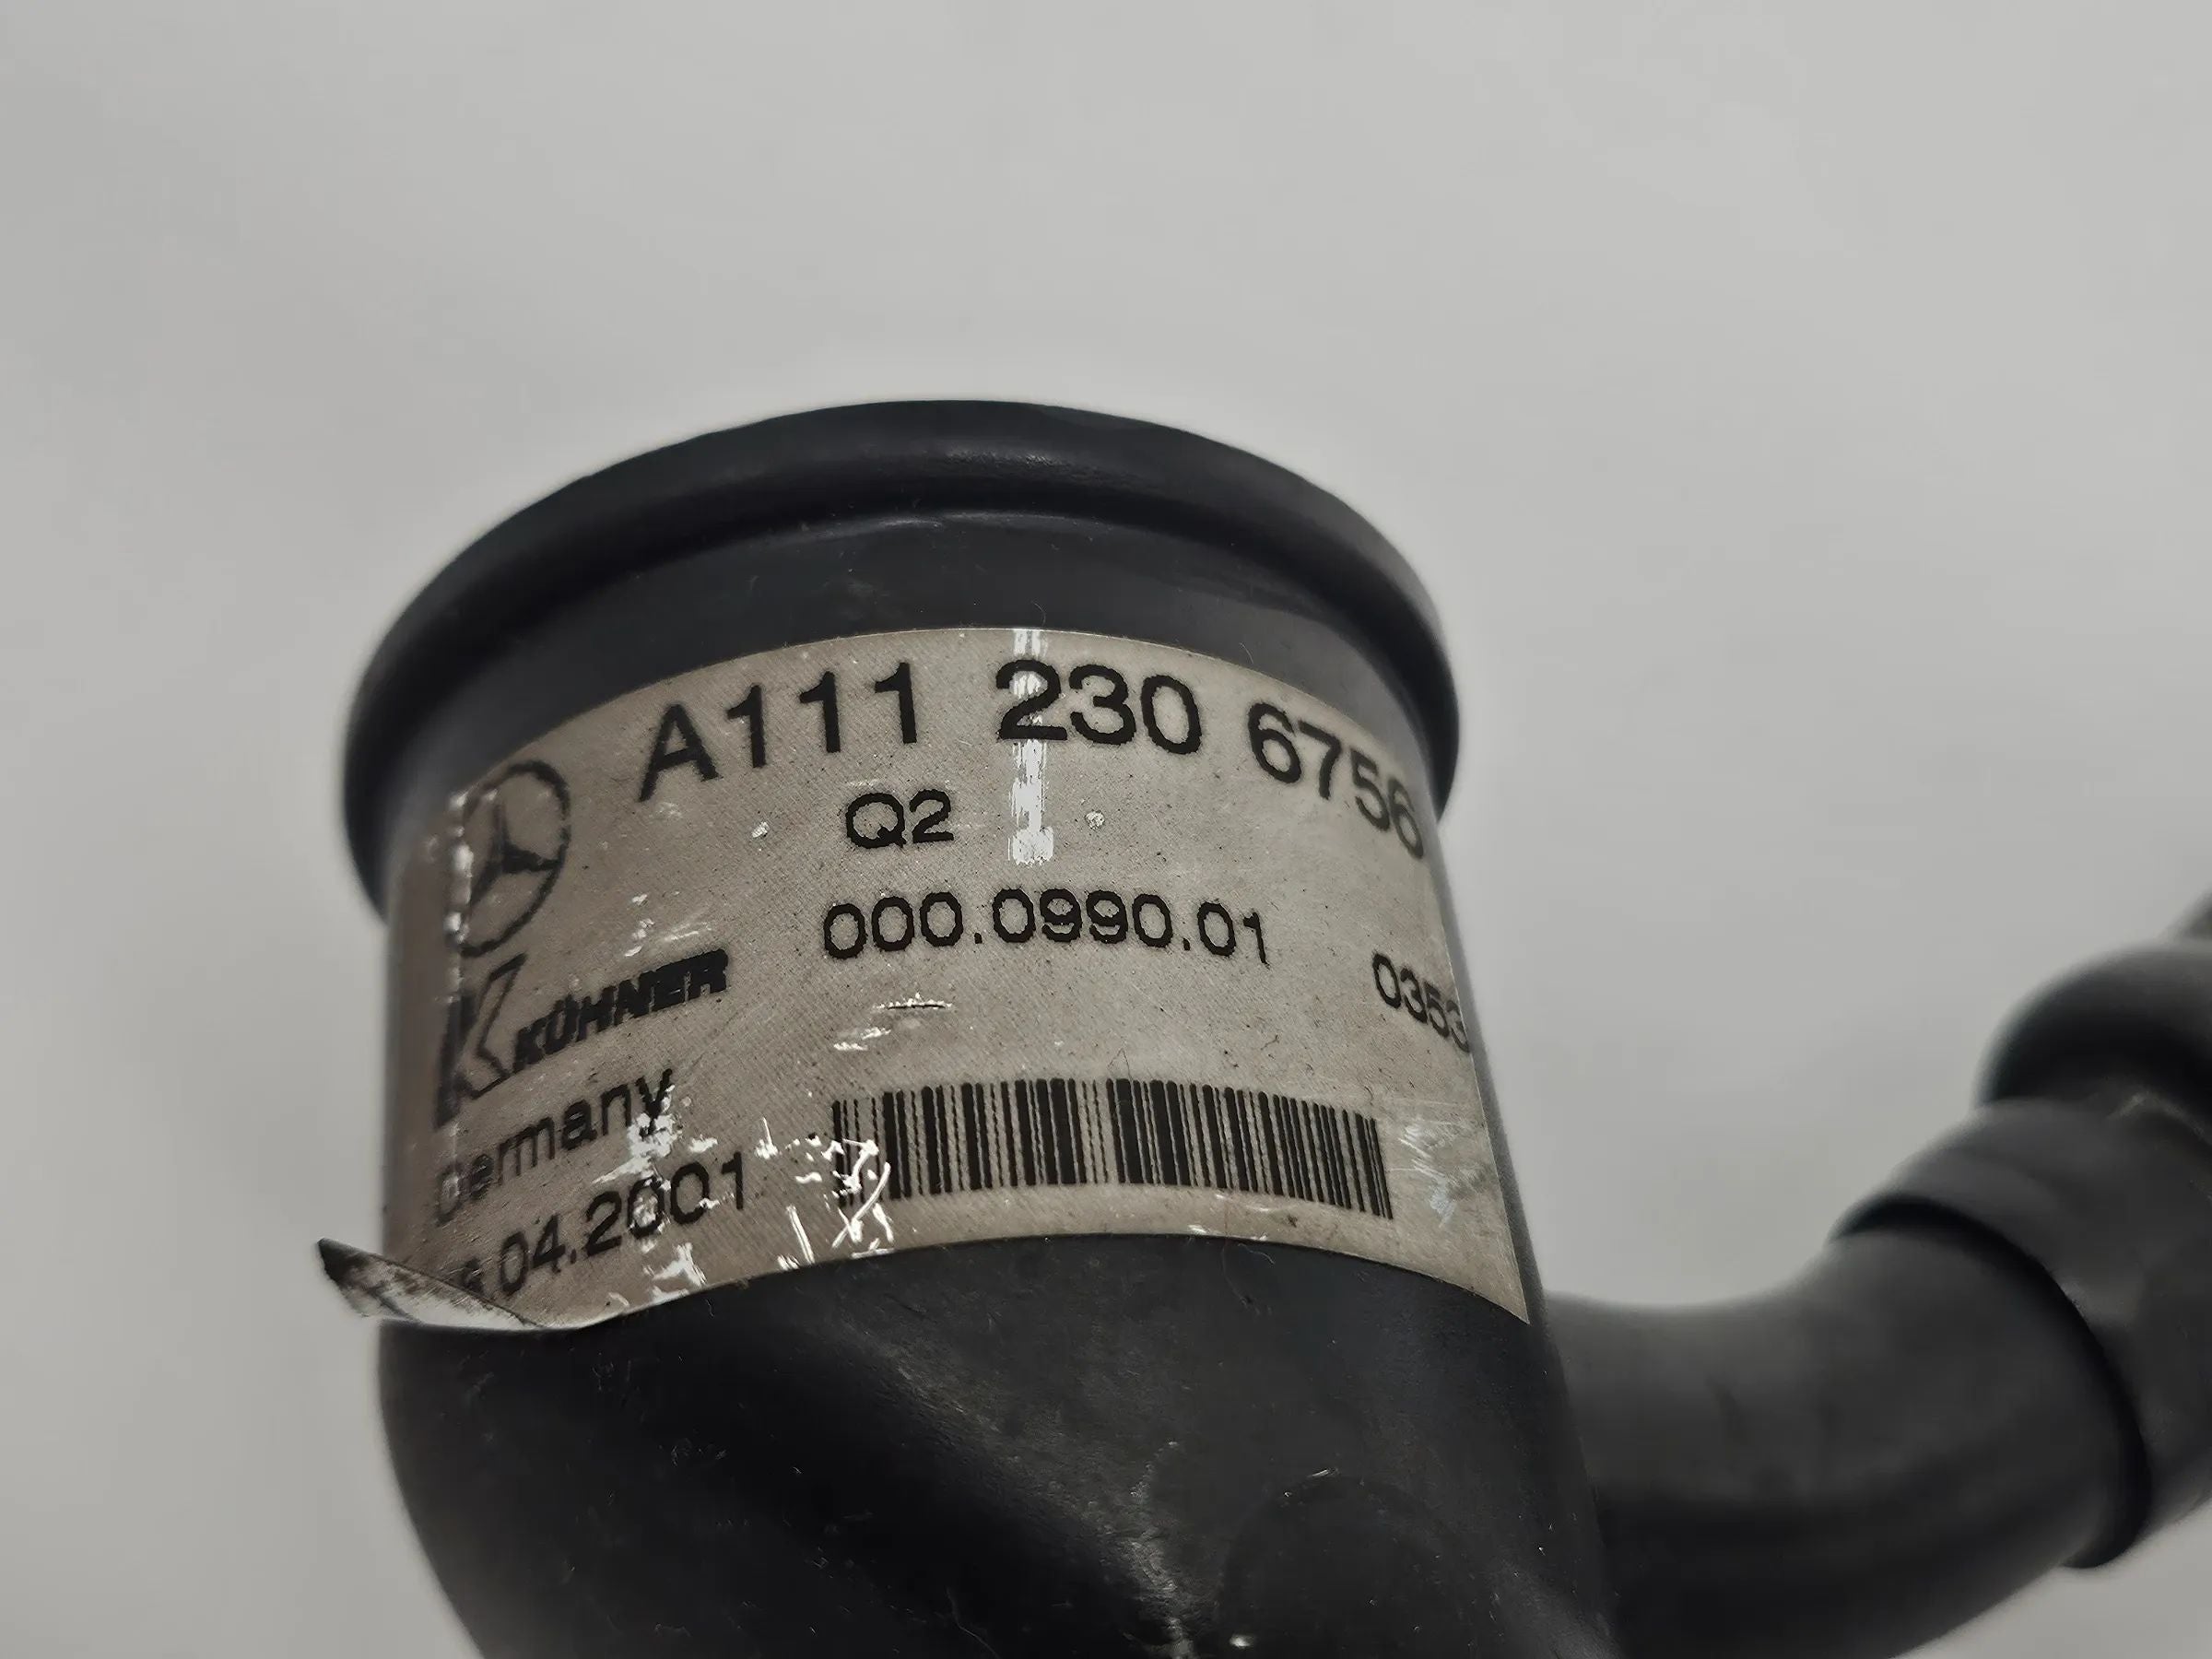 A111 230 6756
Q2
000.0990.01
0353
KÜHNER
Germany
04.2001